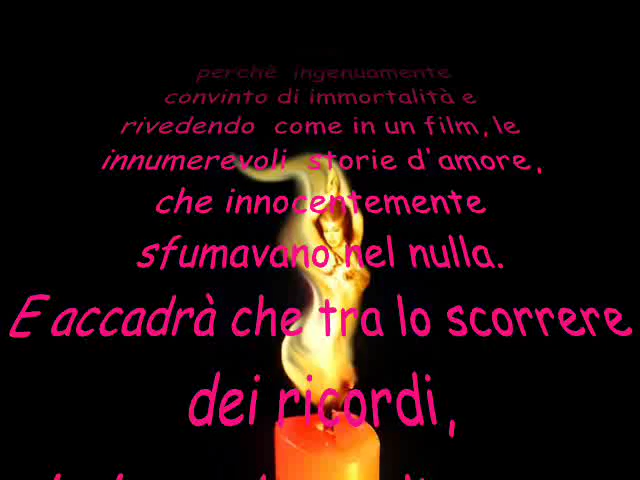 perchè ingenuamente
convinto di immortalità e
rivedendo come in un film, le
innumerevoli storie d'amore,
che innocentemente
sfumavano nel nulla.
E accadrà che tra lo scorrere
dei ricordi,